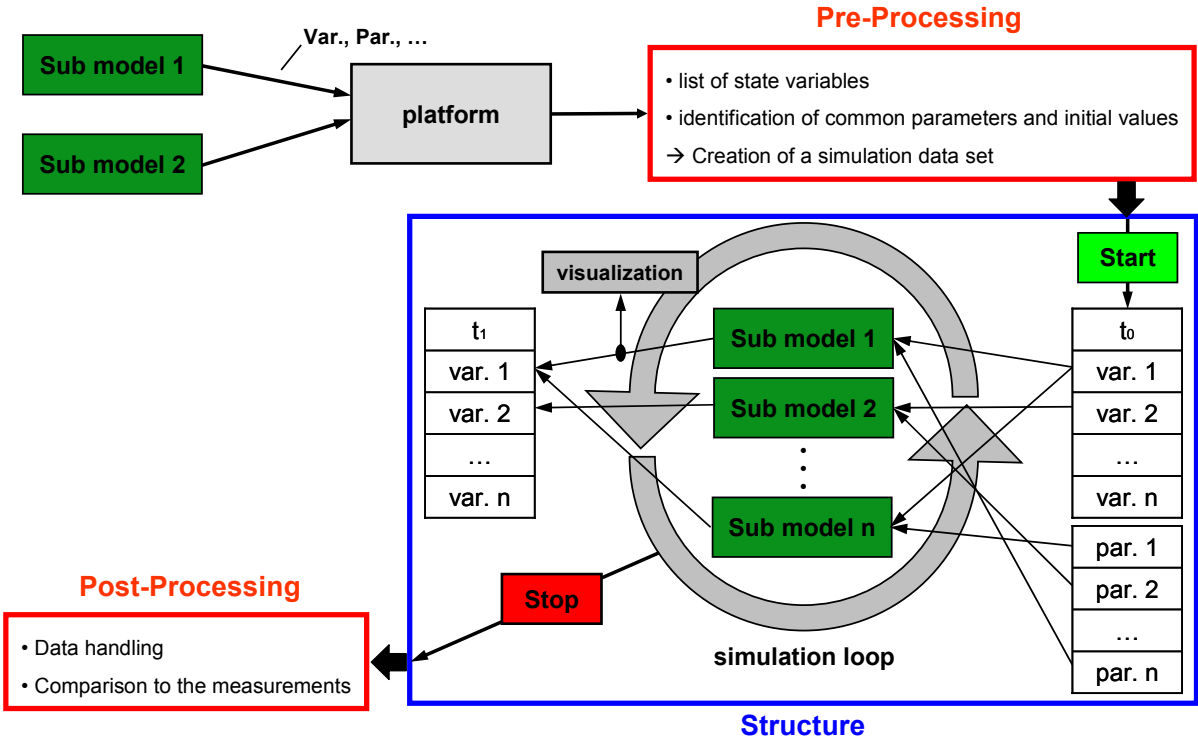 Pre-Processing
Var., Par., …
Sub model 1
platform
Sub model 2
• list of state variables
• identification of common parameters and initial values
→ Creation of a simulation data set
Start
visualization
t1
var. 1
var. 2
…
var. n
Sub model 1
Sub model 2
Sub model n
t0
var. 1
var. 2
…
var. n
par. 1
par. 2
…
par. n
Stop
simulation loop
Post-Processing
• Data handling
• Comparison to the measurements
Structure